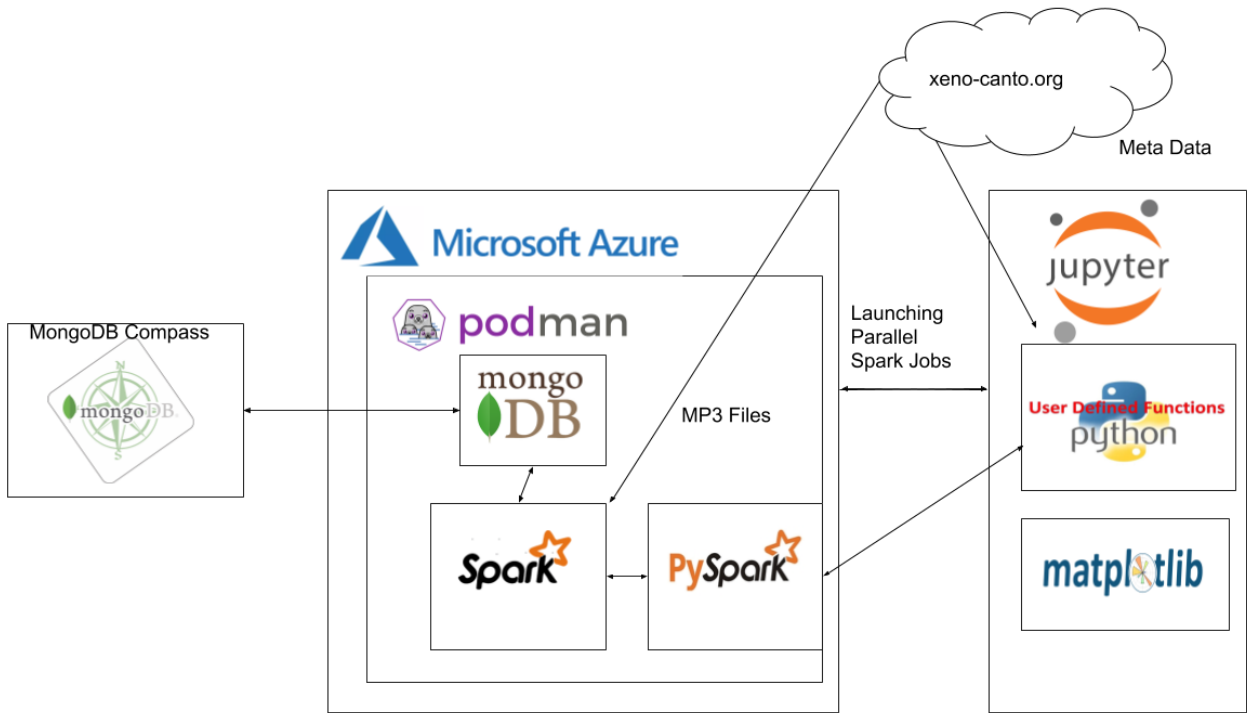 xeno-canto.org
Meta Data
Microsoft Azure
podman
MongoDB Compass
N
mongoDB
S
mongo
DB
MP3 Files
Spark
PySpark
Launching
Parallel
Spark Jobs
jupyter
User Defined Functions
python
matplotlib